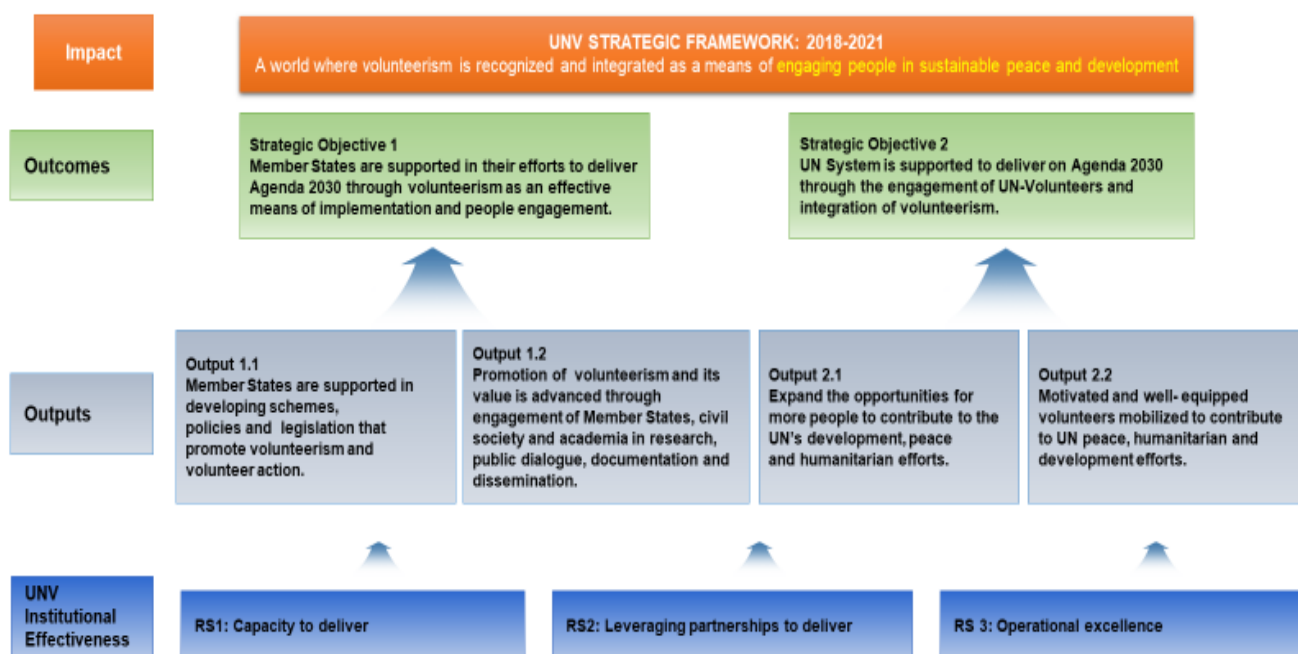 Impact
UNV STRATEGIC FRAMEWORK: 2018-2021
A world where volunteerism is recognized and integrated as a means of engaging people in sustainable peace and development
Outcomes
Strategic Objective 1
Member States are supported in their efforts to deliver
Agenda 2030 through volunteerism as an effective
means of implementation and people engagement.
Strategic Objective 2
UN System is supported to deliver on Agenda 2030
through the engagement of UN-Volunteers and
integration of volunteerism.
Outputs
Output 1.1
Member States are supported in
developing schemes,
policies and legislation that
promote volunteerism and
volunteer action.
Output 1.2
Promotion of volunteerism and its
value is advanced through
engagement of Member States, civil
society and academia in research,
public dialogue, documentation and
dissemination.
Output 2.1
Expand the opportunities for
more people to contribute to the
UN's development, peace
and humanitarian efforts.
Output 2.2
Motivated and well- equipped
volunteers mobilized to contribute
to UN peace, humanitarian and
development efforts.
UNV
Institutional
Effectiveness
RS1: Capacity to deliver
RS2: Leveraging partnerships to deliver
RS 3: Operational excellence